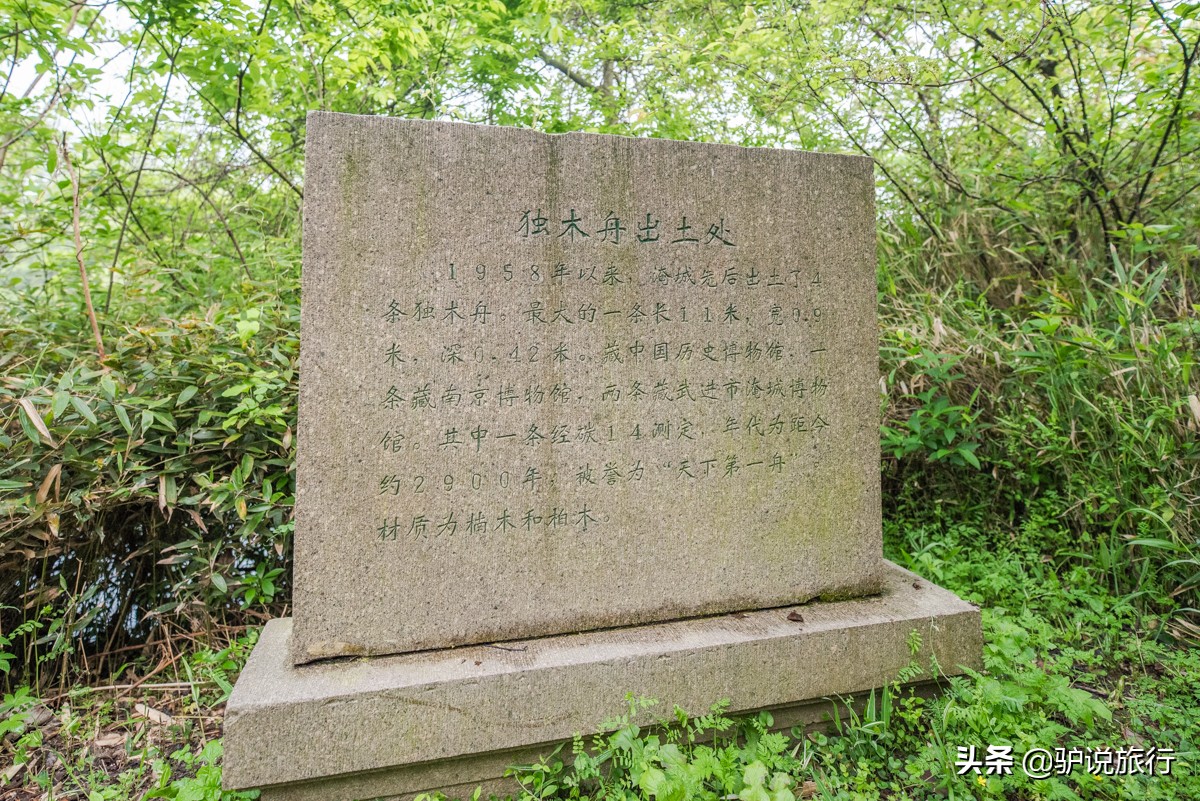 独木舟出土处
1958年以来，淹城先后出土了4
条独木舟。最大的一条长11米，宽0.9
米，深0.42米。藏中国历史博物馆，一
条藏南京博物馆，两条藏武进市淹城博物
馆。其中一条经碳14测定，年代为距今
约2900年，被誉为“天下第一舟”，
材质为楠木和柏木。
头条 @驴说旅行